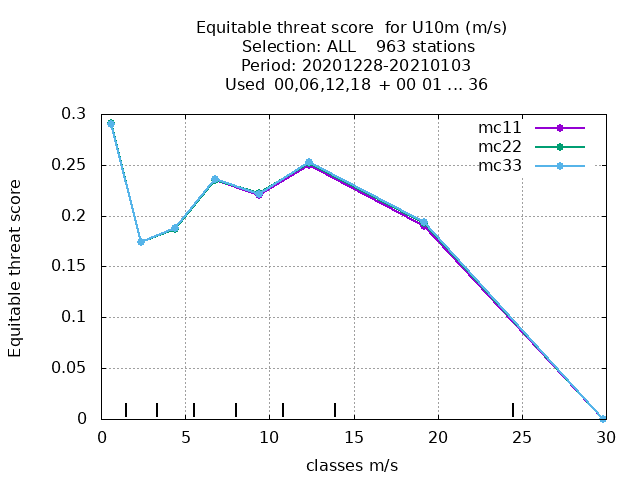 Equitable threat score  for U10m (m/s)
Selection: ALL    963 stations
Period: 20201228-20210103
Used  00,06,12,18  + 00 01 ... 36
mc11
mc22
mc33
Equitable threat score
0.3
0.25
0.2
0.15
0.1
0.05
0
0 5 10 15 20 25 30
classes m/s